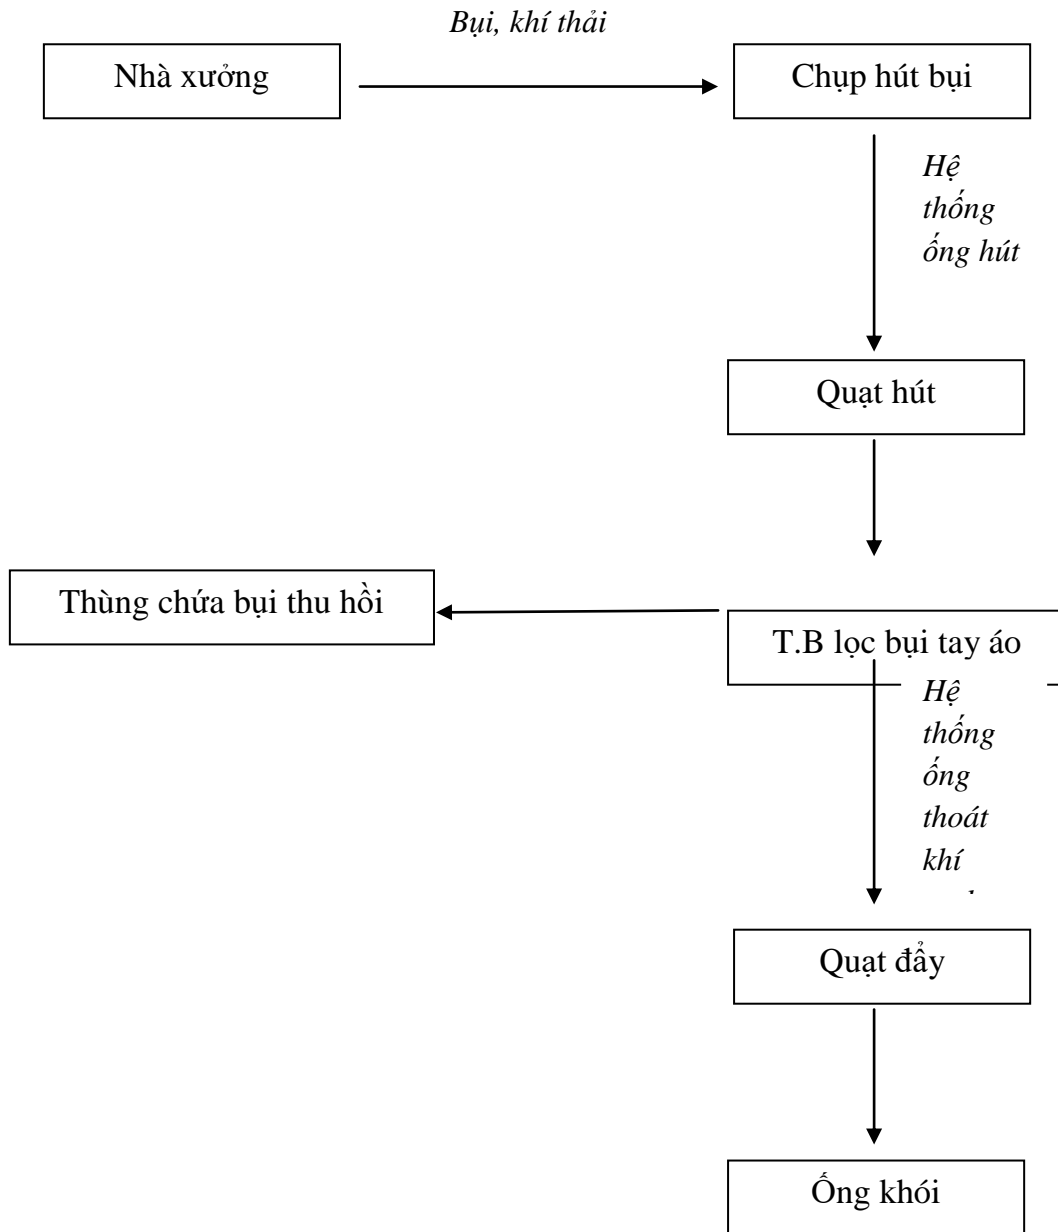 Bụi, khí thải
Nhà xưởng
Chụp hút bụi
Hệ
thống
ống hút
Quạt hút
Thùng chứa bụi thu hồi
T.B lọc bụi tay áo
Hệ
thống
ống
thoát
khí
Quạt đẩy
Ống khói